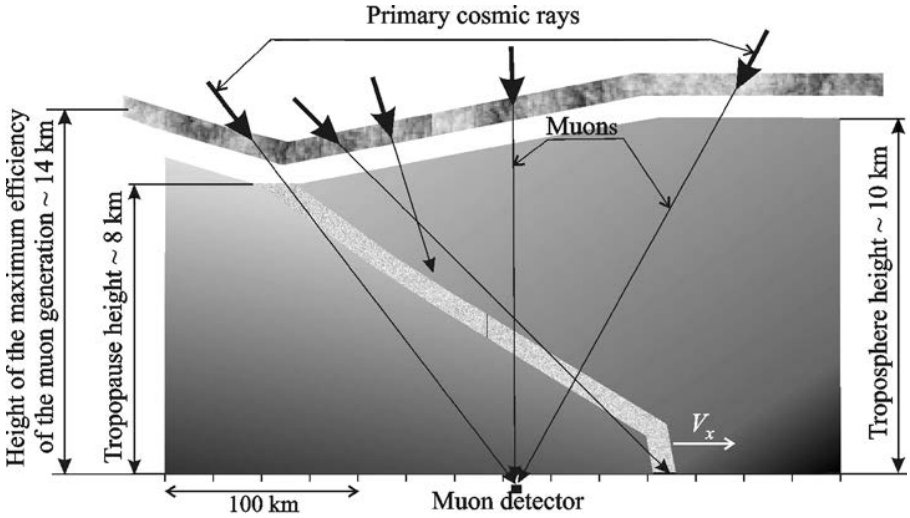 Primary cosmic rays
Muons
Height of the maximum efficiency
of the muon generation ~ 14 km
Tropopause height ~ 8 km
Troposphere height ~ 10 km
Vx
100 km
Muon detector